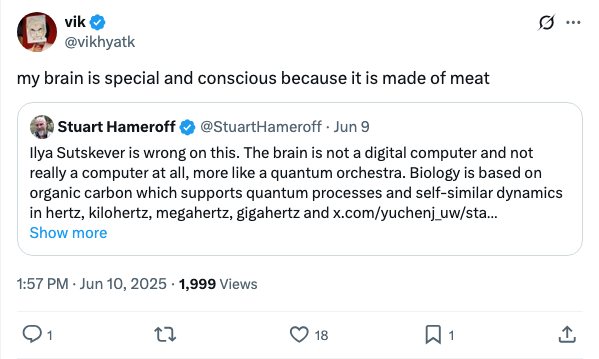 vik
@vikhyatk
my brain is special and conscious because it is made of meat
Stuart Hameroff @StuartHameroff · Jun 9
Ilya Sutskever is wrong on this. The brain is not a digital computer and not
really a computer at all, more like a quantum orchestra. Biology is based on
organic carbon which supports quantum processes and self-similar dynamics
in hertz, kilohertz, megahertz, gigahertz and x.com/yuchenj_uw/sta...
Show more
1:57 PM · Jun 10, 2025 · 1,999 Views
1 18 1